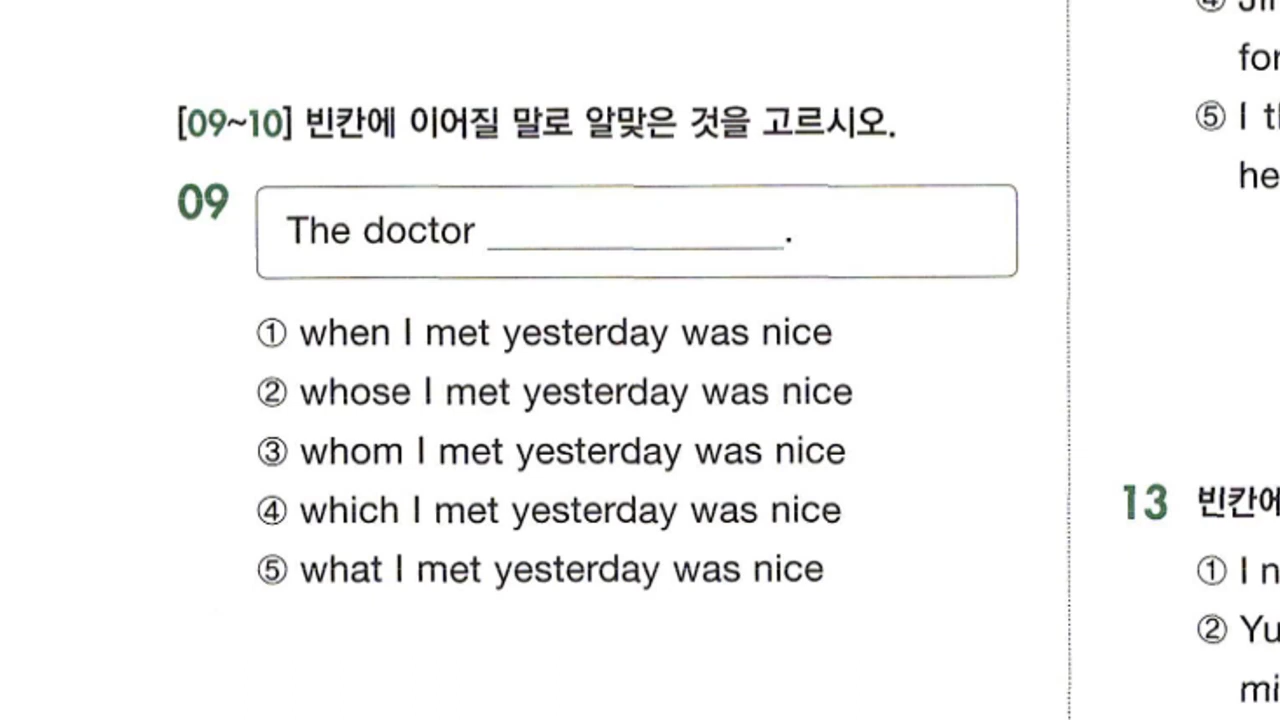 [09~10] 빈칸에 이어질 말로 알맞은 것을 고르시오.
09
The doctor ______________.
① when I met yesterday was nice
② whose I met yesterday was nice
③ whom I met yesterday was nice
④ which I met yesterday was nice
⑤ what I met yesterday was nice
④
for
⑤ I
he
13 빈칸에
① I
②